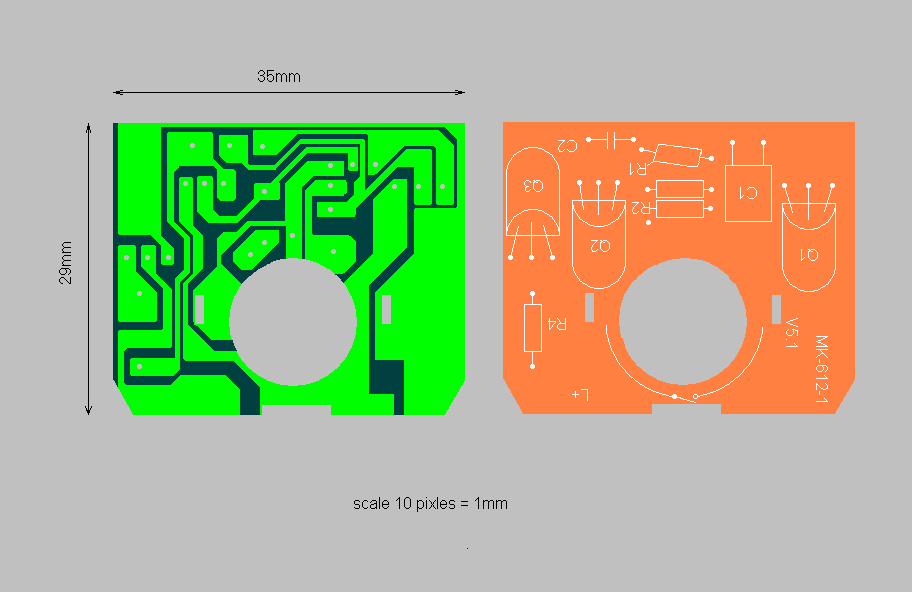 35mm
29mm
C2
R1
Q3
R2
C1
Q2
Q1
R4
V5.1
MK-612-1
L+
scale 10 pixles = 1mm